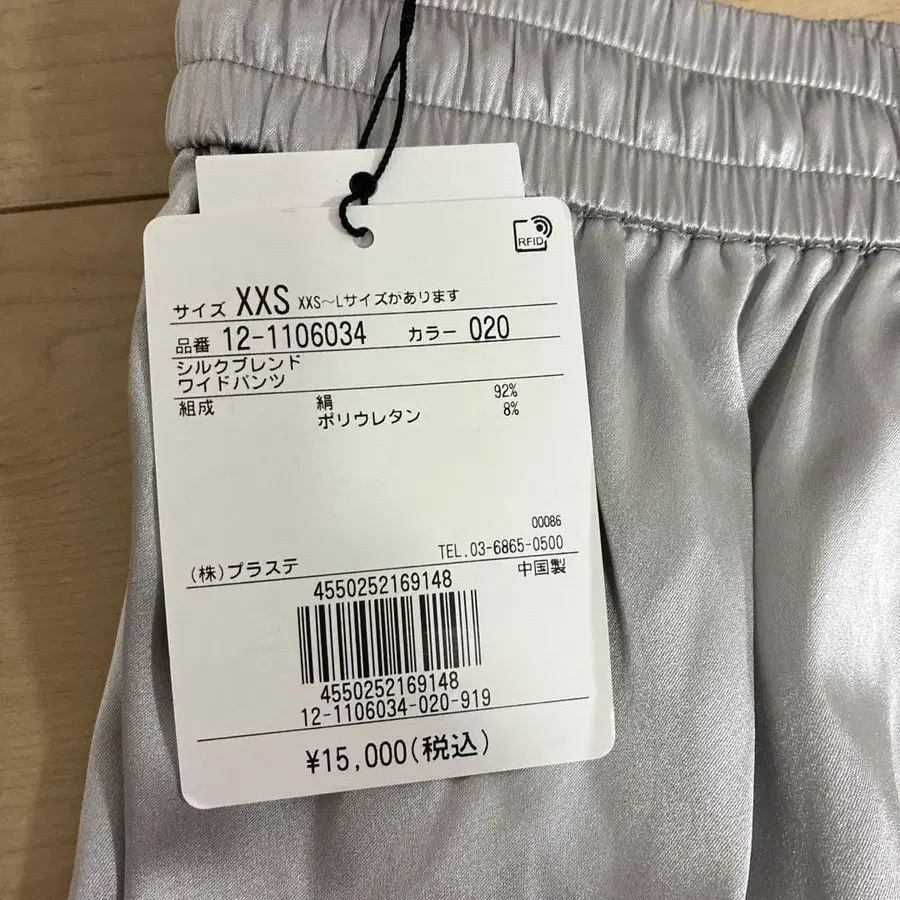 RFID
サイズ XXS XXS～Lサイズがあります
品番 12-1106034 カラー 020
シルクブレンド
ワイドパンツ
組成 絹 92%
ポリウレタン 8%
00086
TEL.03-6865-0500
(株)プラステ 中国製
4550252169148
4550252169148
12-1106034-020-919
¥15,000(税込)